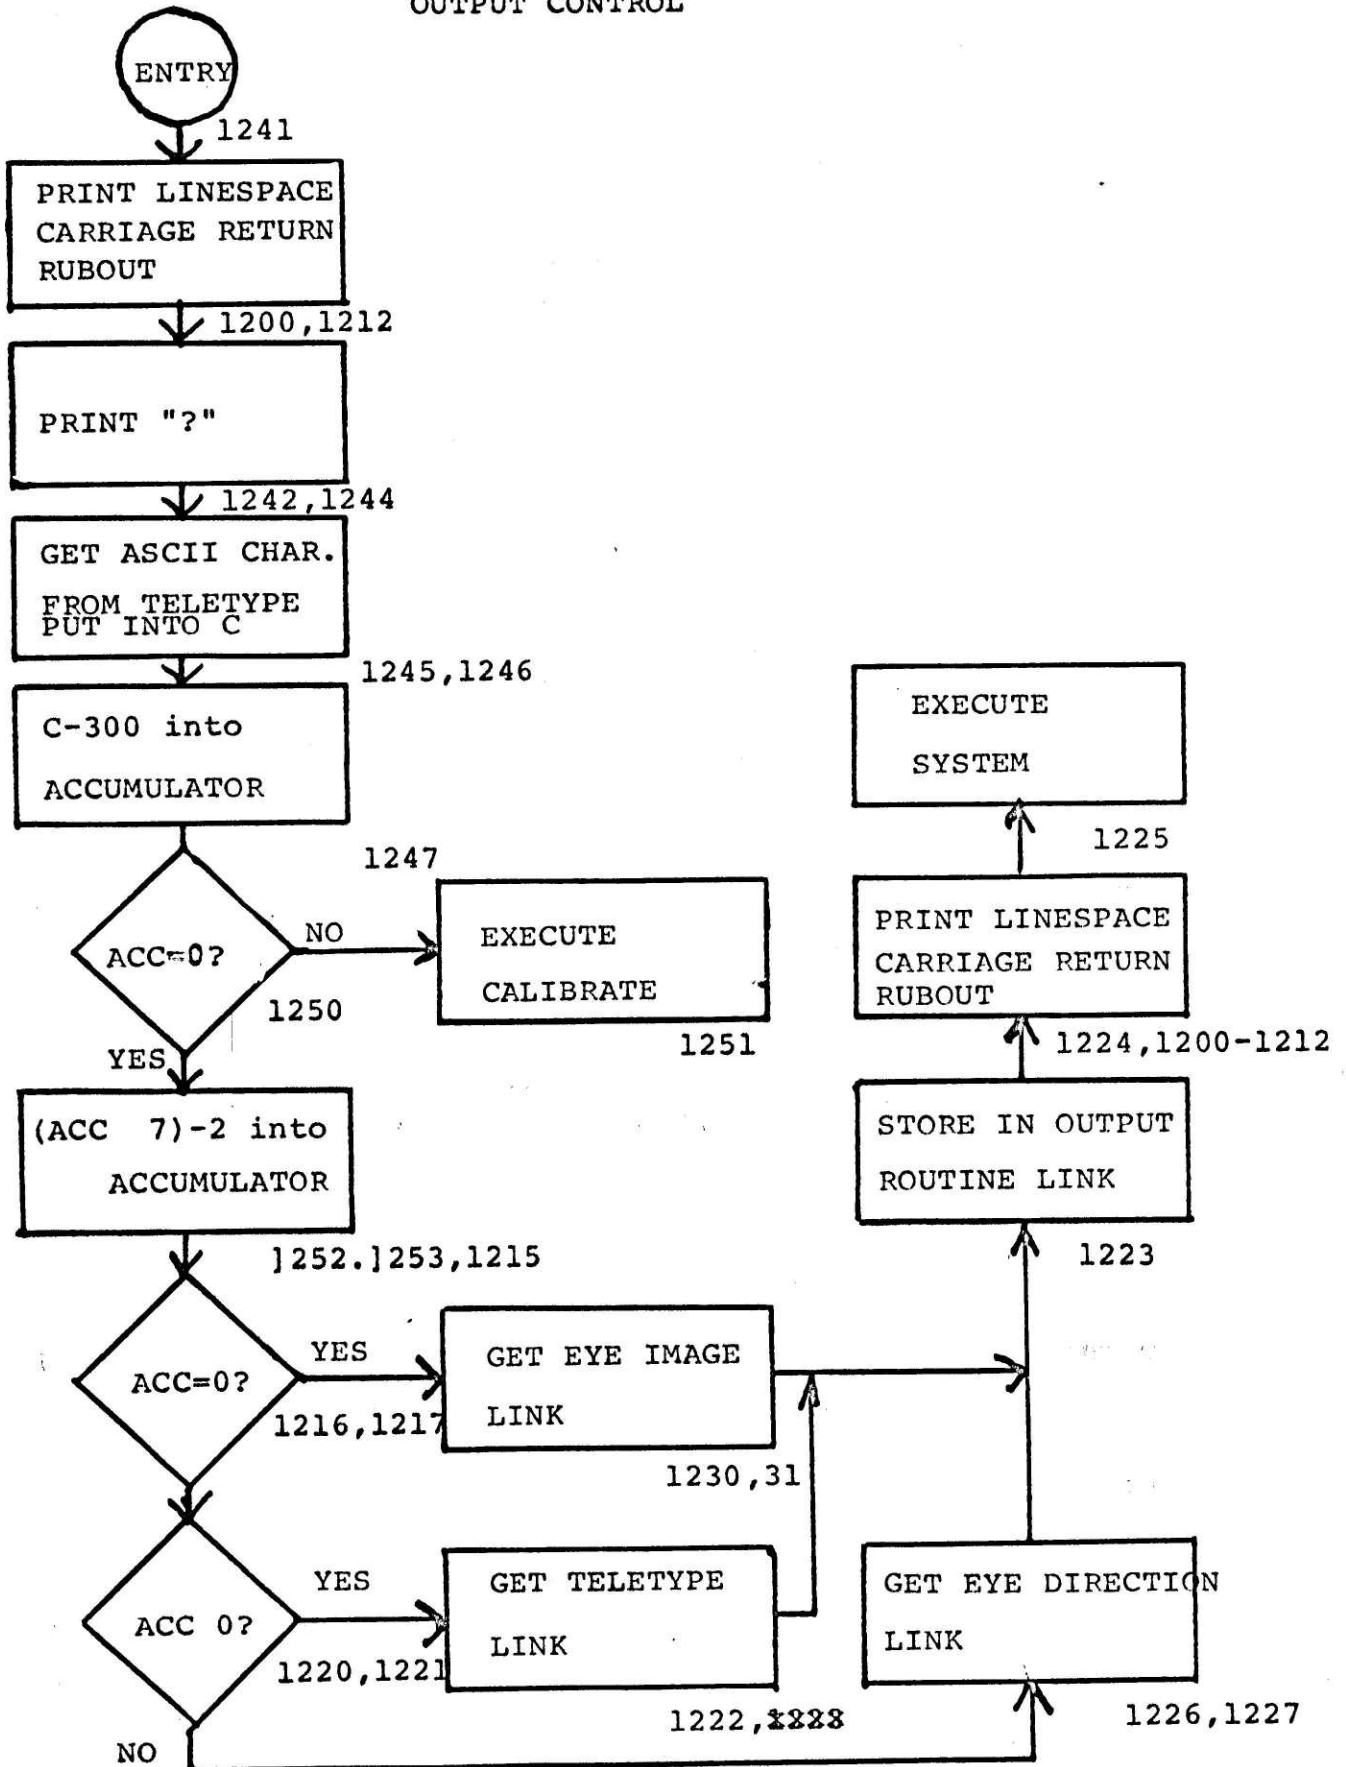 OUTPUT CONTROL
ENTRY
1241
PRINT LINESPACE
CARRIAGE RETURN
RUBOUT
1200,1212
PRINT "?"
1242,1244
GET ASCII CHAR.
FROM TELETYPE
PUT INTO C
1245,1246
C-300 into
ACCUMULATOR
1247
ACC=0?
NO
1250
YES
EXECUTE
CALIBRATE
1251
(ACC 7)-2 into
ACCUMULATOR
]252.]253,1215
ACC=0?
YES
1216,1217
GET EYE IMAGE
LINK
1230,31
ACC 0?
YES
1220,1221
NO
GET TELETYPE
LINK
1222,
GET EYE DIRECTION
LINK
1226,1227
1223
STORE IN OUTPUT
ROUTINE LINK
1224,1200-1212
PRINT LINESPACE
CARRIAGE RETURN
RUBOUT
1225
EXECUTE
SYSTEM